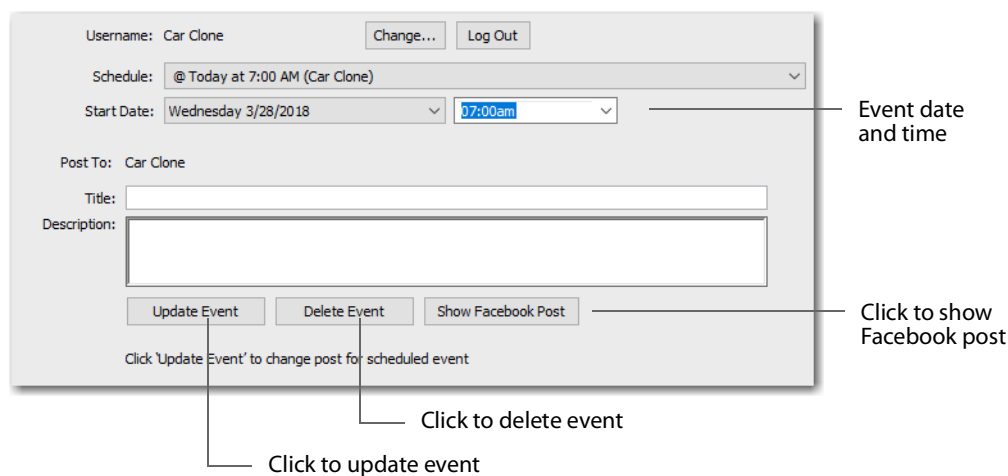 Username: Car Clone Change... Log Out
Schedule: @ Today at 7:00 AM (Car Clone)
Start Date: Wednesday 3/28/2018 07:00am
Event date
and time
Post To: Car Clone
Title:
Description:
Update Event Delete Event Show Facebook Post
Click to show
Facebook post
Click 'Update Event' to change post for scheduled event
Click to delete event
Click to update event